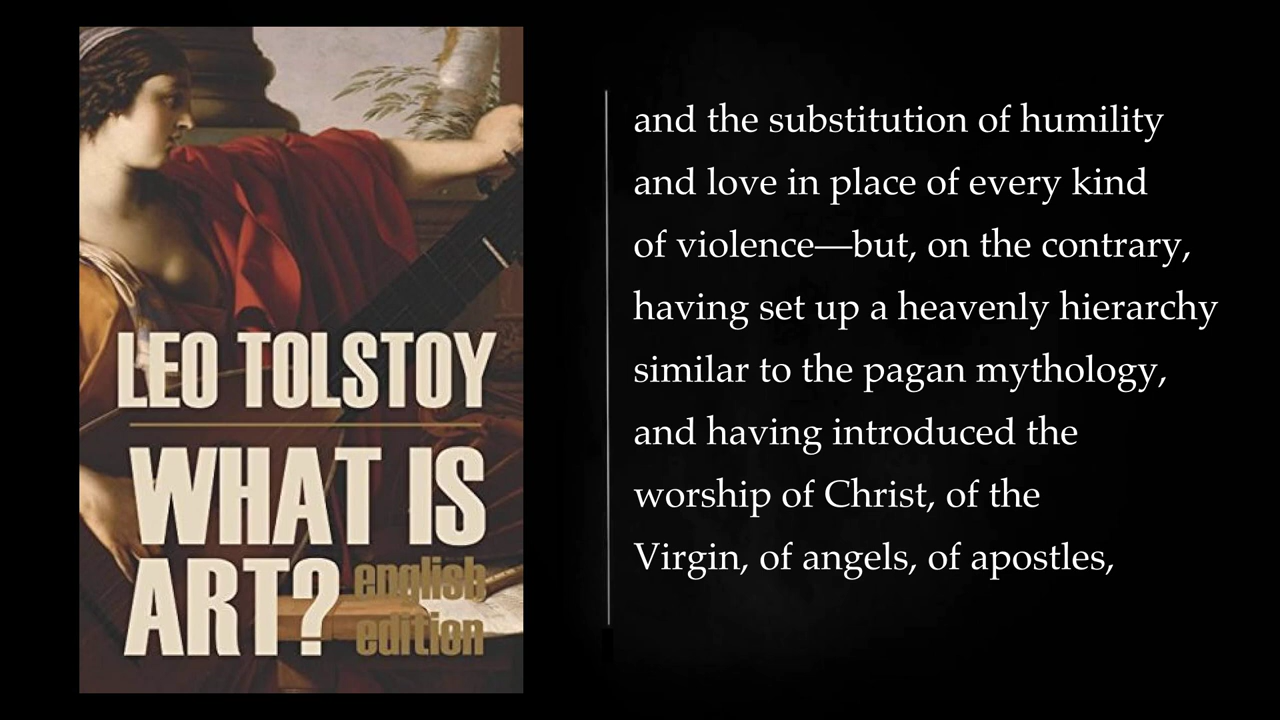 LEO TOLSTOY
WHAT IS
ART?
english
edition
and the substitution of humility
and love in place of every kind
of violence—but, on the contrary,
having set up a heavenly hierarchy
similar to the pagan mythology,
and having introduced the
worship of Christ, of the
Virgin, of angels, of apostles,